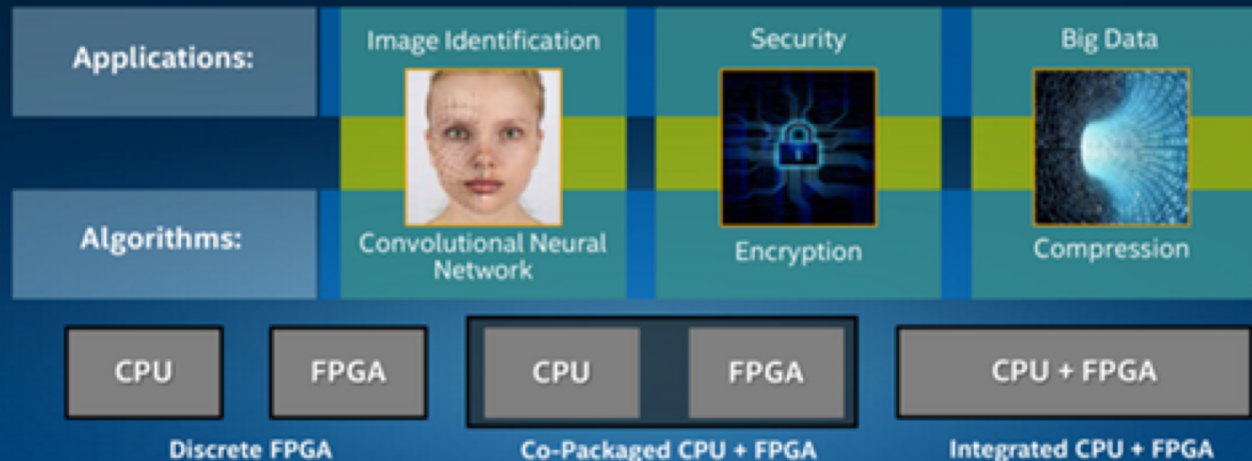 Applications:
Image Identification
Security
Big Data
Algorithms:
Convolutional Neural
Network
Encryption
Compression
CPU
FPGA
CPU
FPGA
CPU + FPGA
Discrete FPGA
Co-Packaged CPU + FPGA
Integrated CPU + FPGA